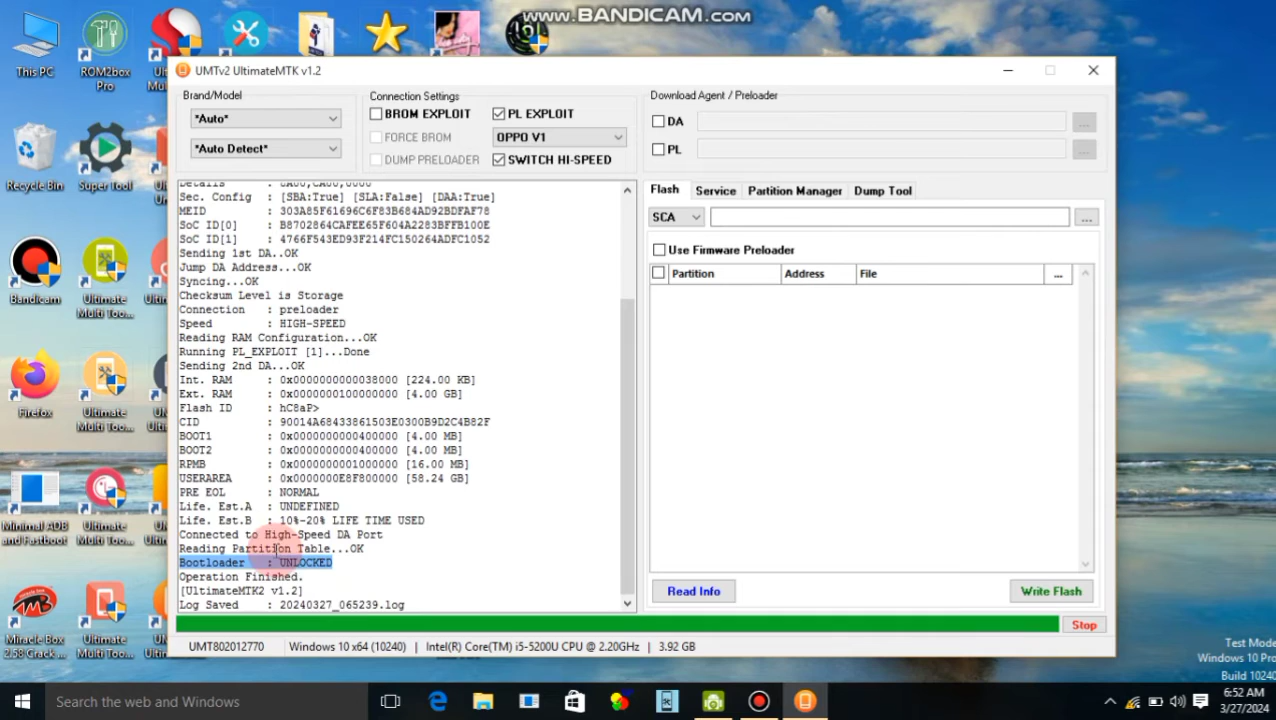 www.BANDICAM.com
This PC
ROM2box
Pro
UMTv2 UltimateMTK v1.2
Brand/Model
*Auto*
*Auto Detect*
Connection Settings
BROM EXPLOIT
PL EXPLOIT
FORCE BROM
OPPO V1
DUMP PRELOADER
SWITCH HI-SPEED
Download Agent / Preloader
DA
...
PL
...
Recycle Bin
Super Tool
Bandicam
Ultimate
Multi Too...
Firefox
Ultimate
Multi Too...
Minimal ADB
and Fastboot
Ultimate
Multi Too...
Miracle Box
2.58 Crack ...
Ultimate
Multi Too...
Details : CA00,CA00,0000
Sec. Config : [SBA:True] [SLA:False] [DAA:True]
MEID : 303A85F61696C6F83B684AD92BDFAF78
SoC ID[0] : B8702864CAFEE65F604A2283BFFB100E
SoC ID[1] : 4766F543ED93F214FC150264ADFC1052
Sending 1st DA..OK
Jump DA Address...OK
Syncing...OK
Checksum Level is Storage
Connection : preloader
Speed : HIGH-SPEED
Reading RAM Configuration...OK
Running PL_EXPLOIT [1]...Done
Sending 2nd DA...OK
Int. RAM : 0x0000000000038000 [224.00 KB]
Ext. RAM : 0x0000000100000000 [4.00 GB]
Flash ID : hC8aP>
CID : 90014A68433861503E0300B9D2C4B82F
BOOT1 : 0x0000000000400000 [4.00 MB]
BOOT2 : 0x0000000000400000 [4.00 MB]
RPMB : 0x0000000001000000 [16.00 MB]
USERAREA : 0x0000000E8F800000 [58.24 GB]
PRE EOL : NORMAL
Life. Est.A : UNDEFINED
Life. Est.B : 10%-20% LIFE TIME USED
Connected to High-Speed DA Port
Reading Partition Table...OK
Bootloader : UNLOCKED
Operation Finished.
[UltimateMTK2 v1.2]
Log Saved : 20240327_065239.log
Flash
Service
Partition Manager
Dump Tool
SCA
...
Use Firmware Preloader
Partition
Address
File
...
Read Info
Write Flash
Stop
UMT802012770
Windows 10 x64 (10240) | Intel(R) Core(TM) i5-5200U CPU @ 2.20GHz | 3.92 GB
Test Mode
Windows 10 Pro
Build 10240
Search the web and Windows
6:52 AM
3/27/2024